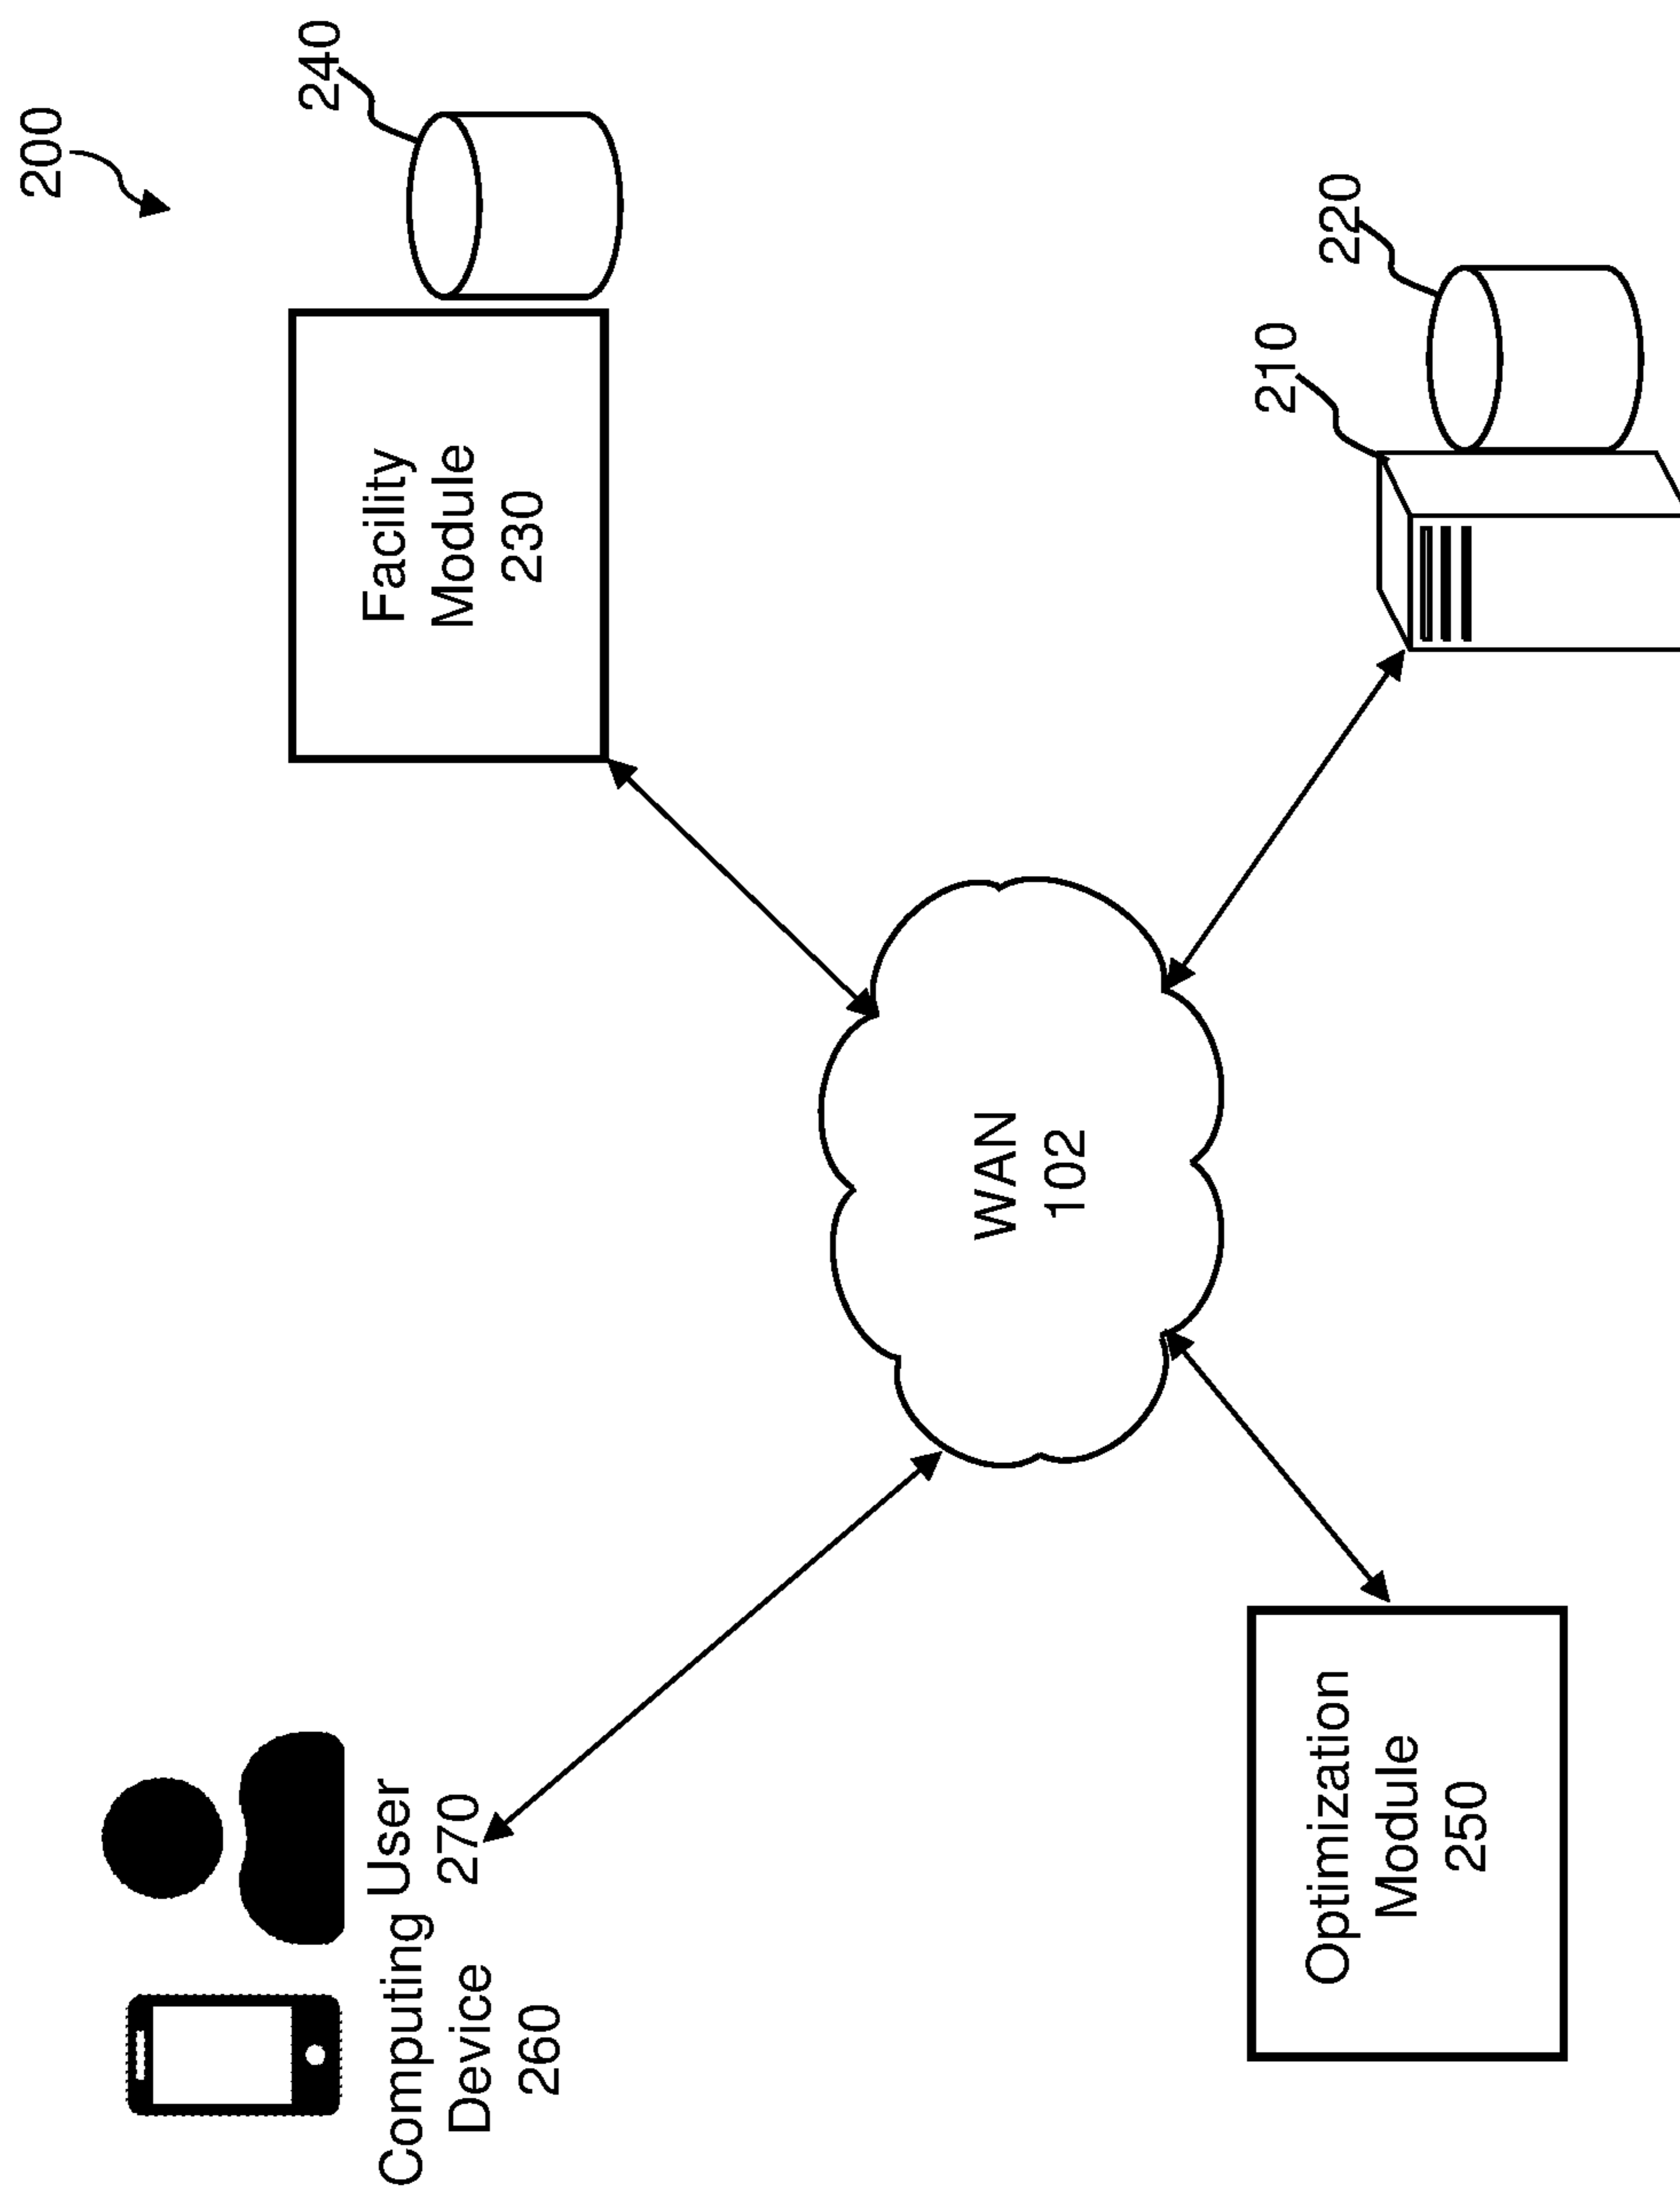 200
240
Facility
Module
230
User
270
Computing
Device
260
WAN
102
220
210
Optimization
Module
250